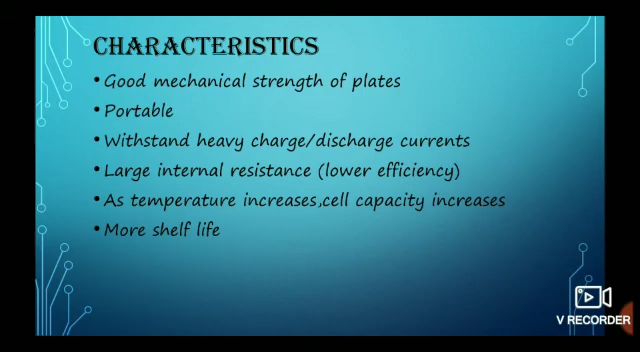 CHARACTERISTICS
• Good mechanical strength of plates
• Portable
• Withstand heavy charge/discharge currents
• Large internal resistance (lower efficiency)
• As temperature increases,cell capacity increases
• More shelf life
V RECORDER